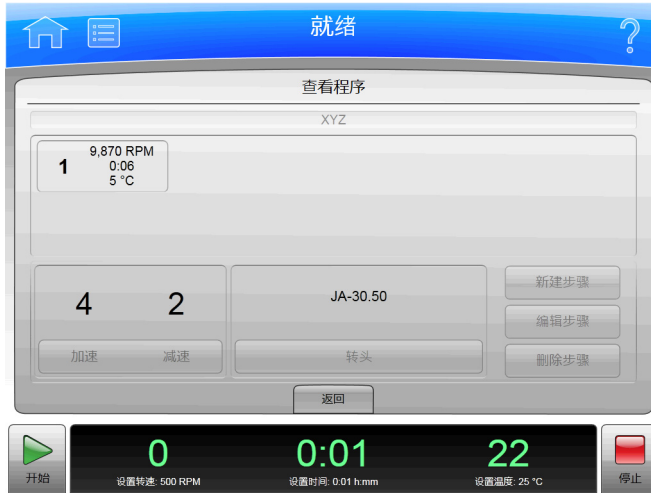 就绪
?
查看程序
XYZ
1
9,870 RPM
0:06
5 °C
4 2
加速 减速
JA-30.50
转头
新建步骤
编辑步骤
删除步骤
返回
开始
0 0:01 22
设置转速: 500 RPM 设置时间: 0:01 h:mm 设置温度: 25 °C
停止